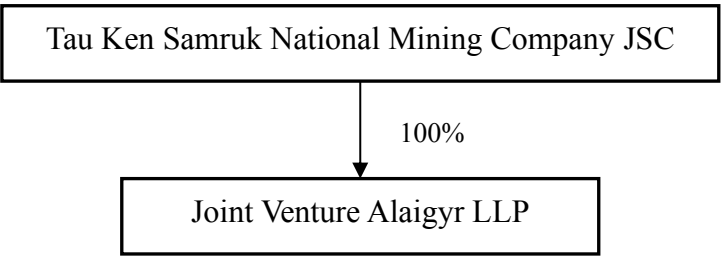 Tau Ken Samruk National Mining Company JSC
100%
Joint Venture Alaigyr LLP